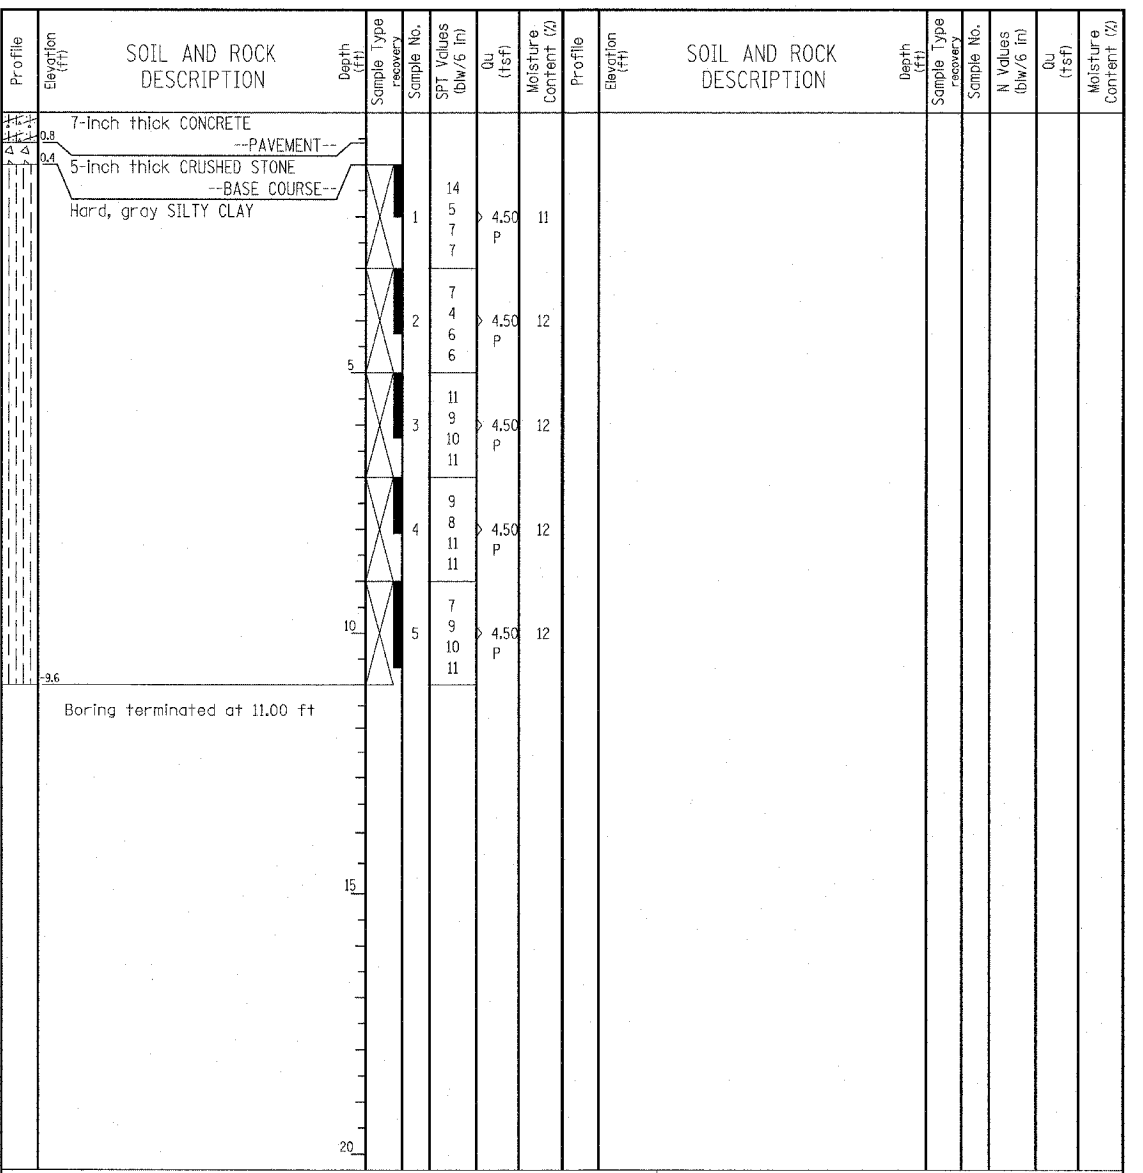 Profile
Elevation (ft)
SOIL AND ROCK
DESCRIPTION
Depth (ft)
Sample Type
recovery
Sample No.
SPT Values
(blw/6 in)
Qu
(tsf)
Moisture
Content (%)
Profile
Elevation (ft)
SOIL AND ROCK
DESCRIPTION
Depth (ft)
Sample Type
recovery
Sample No.
N Values
(blw/6 in)
Qu
(tsf)
Moisture
Content (%)
7-inch thick CONCRETE
0.8
--PAVEMENT--
0.4
5-inch thick CRUSHED STONE
--BASE COURSE--
Hard, gray SILTY CLAY
1
14
5
7
7
> 4.50
P
11
2
7
4
6
6
> 4.50
P
12
5
3
11
9
10
11
> 4.50
P
12
4
9
8
11
11
> 4.50
P
12
10
5
7
9
10
11
> 4.50
P
12
-9.6
Boring terminated at 11.00 ft
15
20